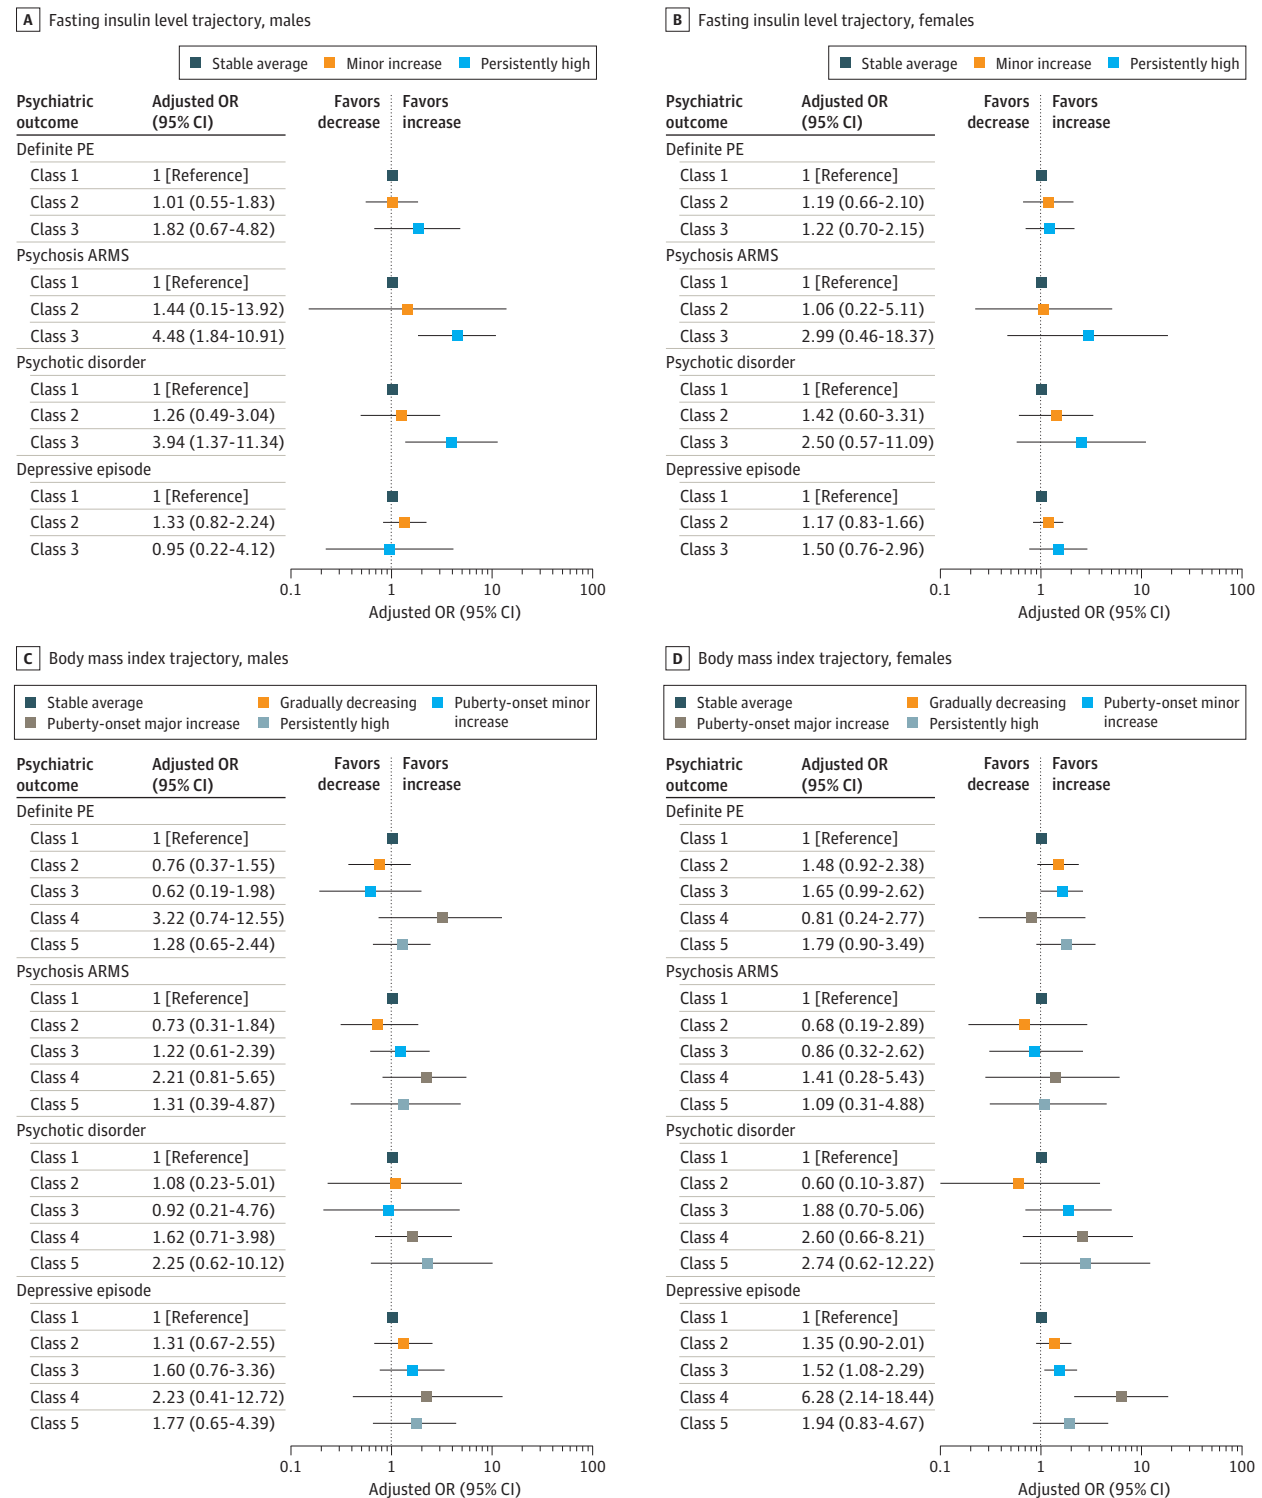 A Fasting insulin level trajectory, males
Stable average Minor increase Persistently high
Psychiatric outcome Adjusted OR (95% CI) Favors decrease Favors increase
Definite PE
Class 1 1 [Reference]
Class 2 1.01 (0.55-1.83)
Class 3 1.82 (0.67-4.82)
Psychosis ARMS
Class 1 1 [Reference]
Class 2 1.44 (0.15-13.92)
Class 3 4.48 (1.84-10.91)
Psychotic disorder
Class 1 1 [Reference]
Class 2 1.26 (0.49-3.04)
Class 3 3.94 (1.37-11.34)
Depressive episode
Class 1 1 [Reference]
Class 2 1.33 (0.82-2.24)
Class 3 0.95 (0.22-4.12)
0.1 1 10 100
Adjusted OR (95% CI)
B Fasting insulin level trajectory, females
Stable average Minor increase Persistently high
Psychiatric outcome Adjusted OR (95% CI) Favors decrease Favors increase
Definite PE
Class 1 1 [Reference]
Class 2 1.19 (0.66-2.10)
Class 3 1.22 (0.70-2.15)
Psychosis ARMS
Class 1 1 [Reference]
Class 2 1.06 (0.22-5.11)
Class 3 2.99 (0.46-18.37)
Psychotic disorder
Class 1 1 [Reference]
Class 2 1.42 (0.60-3.31)
Class 3 2.50 (0.57-11.09)
Depressive episode
Class 1 1 [Reference]
Class 2 1.17 (0.83-1.66)
Class 3 1.50 (0.76-2.96)
0.1 1 10 100
Adjusted OR (95% CI)
C Body mass index trajectory, males
Stable average Gradually decreasing Puberty-onset minor increase
Puberty-onset major increase Persistently high
Psychiatric outcome Adjusted OR (95% CI) Favors decrease Favors increase
Definite PE
Class 1 1 [Reference]
Class 2 0.76 (0.37-1.55)
Class 3 0.62 (0.19-1.98)
Class 4 3.22 (0.74-12.55)
Class 5 1.28 (0.65-2.44)
Psychosis ARMS
Class 1 1 [Reference]
Class 2 0.73 (0.31-1.84)
Class 3 1.22 (0.61-2.39)
Class 4 2.21 (0.81-5.65)
Class 5 1.31 (0.39-4.87)
Psychotic disorder
Class 1 1 [Reference]
Class 2 1.08 (0.23-5.01)
Class 3 0.92 (0.21-4.76)
Class 4 1.62 (0.71-3.98)
Class 5 2.25 (0.62-10.12)
Depressive episode
Class 1 1 [Reference]
Class 2 1.31 (0.67-2.55)
Class 3 1.60 (0.76-3.36)
Class 4 2.23 (0.41-12.72)
Class 5 1.77 (0.65-4.39)
0.1 1 10 100
Adjusted OR (95% CI)
D Body mass index trajectory, females
Stable average Gradually decreasing Puberty-onset minor increase
Puberty-onset major increase Persistently high
Psychiatric outcome Adjusted OR (95% CI) Favors decrease Favors increase
Definite PE
Class 1 1 [Reference]
Class 2 1.48 (0.92-2.38)
Class 3 1.65 (0.99-2.62)
Class 4 0.81 (0.24-2.77)
Class 5 1.79 (0.90-3.49)
Psychosis ARMS
Class 1 1 [Reference]
Class 2 0.68 (0.19-2.89)
Class 3 0.86 (0.32-2.62)
Class 4 1.41 (0.28-5.43)
Class 5 1.09 (0.31-4.88)
Psychotic disorder
Class 1 1 [Reference]
Class 2 0.60 (0.10-3.87)
Class 3 1.88 (0.70-5.06)
Class 4 2.60 (0.66-8.21)
Class 5 2.74 (0.62-12.22)
Depressive episode
Class 1 1 [Reference]
Class 2 1.35 (0.90-2.01)
Class 3 1.52 (1.08-2.29)
Class 4 6.28 (2.14-18.44)
Class 5 1.94 (0.83-4.67)
0.1 1 10 100
Adjusted OR (95% CI)